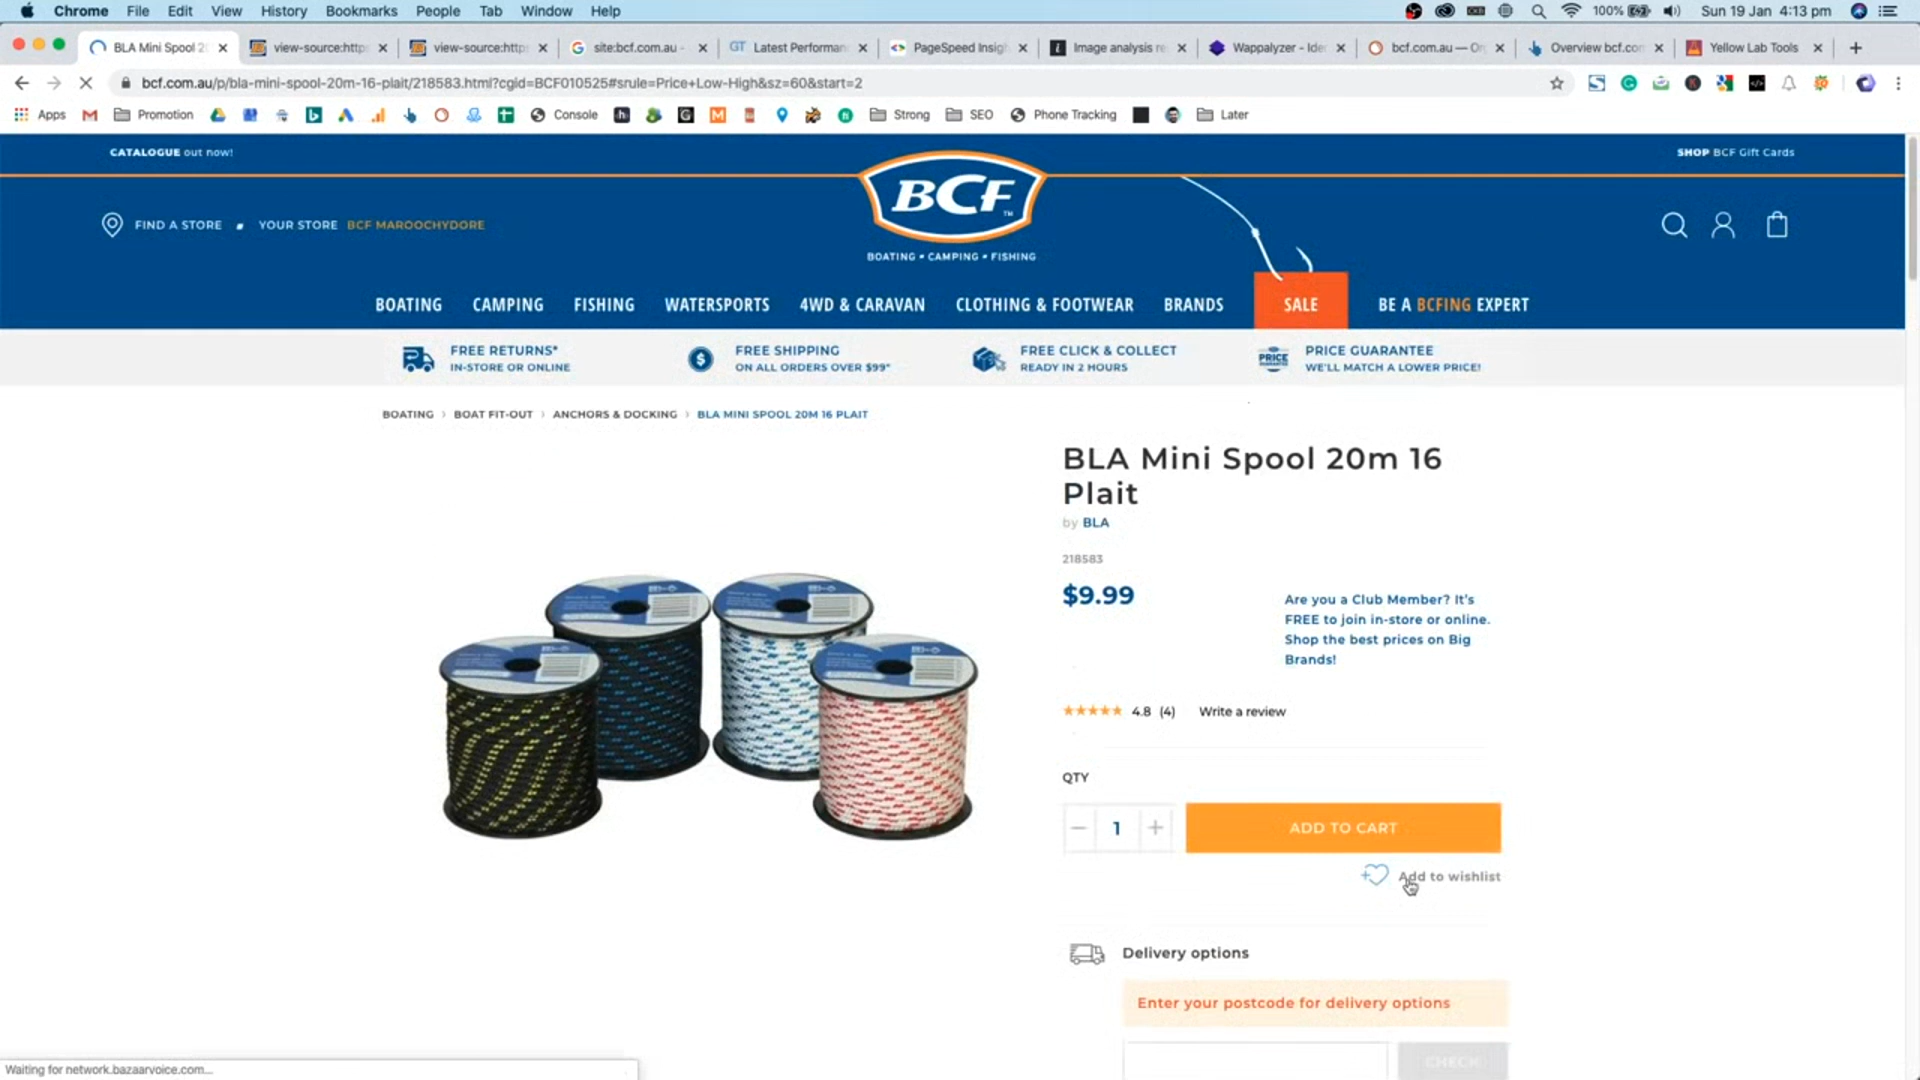 Chrome File Edit View History Bookmarks People Tab Window Help 100% Sun 19 Jan 4:13 pm
BLA Mini Spool 2 view-source:http view-source:http site:bcf.com.au - Latest Performan PageSpeed Insig Image analysis re Wappalyzer - Ide bcf.com.au — Or Overview bcf.con Yellow Lab Tools
bcf.com.au/p/bla-mini-spool-20m-16-plait/218583.html?cgid=BCF010525#srule=Price+Low-High&sz=60&start=2
Apps Promotion Console Strong SEO Phone Tracking Later
CATALOGUE out now! SHOP BCF Gift Cards
BCF TM
FIND A STORE YOUR STORE BCF MAROOCHYDORE
BOATING • CAMPING • FISHING
BOATING CAMPING FISHING WATERSPORTS 4WD & CARAVAN CLOTHING & FOOTWEAR BRANDS SALE BE A BCFING EXPERT
FREE RETURNS* FREE SHIPPING FREE CLICK & COLLECT PRICE GUARANTEE
IN-STORE OR ONLINE ON ALL ORDERS OVER $99* READY IN 2 HOURS PRICE WE'LL MATCH A LOWER PRICE!
BOATING › BOAT FIT-OUT › ANCHORS & DOCKING › BLA MINI SPOOL 20M 16 PLAIT
BLA Mini Spool 20m 16
Plait
by BLA
218583
$9.99
Are you a Club Member? It's
FREE to join in-store or online.
Shop the best prices on Big
Brands!
4.8 (4) Write a review
QTY
− 1 + ADD TO CART
Add to wishlist
Delivery options
Enter your postcode for delivery options
CHECK
Waiting for network.bazaarvoice.com...